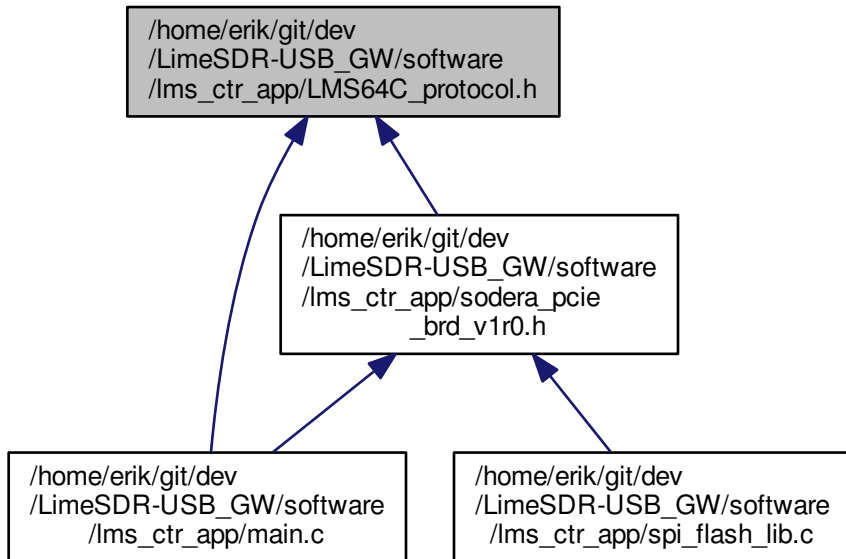 /home/erik/git/dev
/LimeSDR-USB_GW/software
/lms_ctr_app/LMS64C_protocol.h
/home/erik/git/dev
/LimeSDR-USB_GW/software
/lms_ctr_app/sodera_pcie
_brd_v1r0.h
/home/erik/git/dev
/LimeSDR-USB_GW/software
/lms_ctr_app/main.c
/home/erik/git/dev
/LimeSDR-USB_GW/software
/lms_ctr_app/spi_flash_lib.c